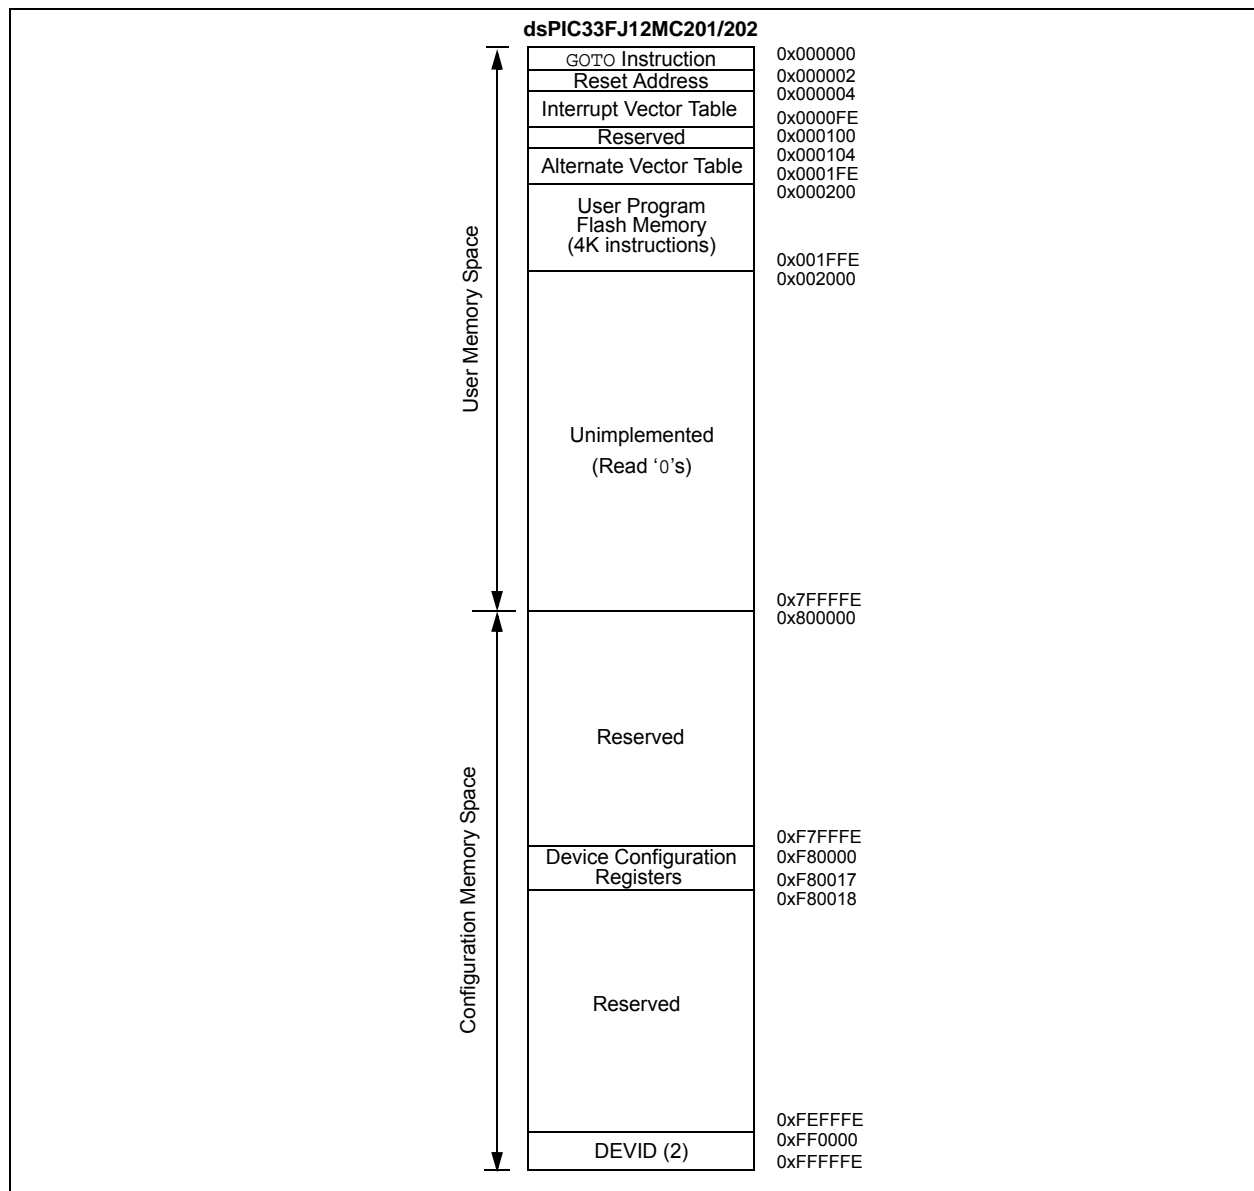 dsPIC33FJ12MC201/202
GOTO Instruction
0x000000
Reset Address
0x000002
0x000004
Interrupt Vector Table
0x0000FE
Reserved
0x000100
0x000104
Alternate Vector Table
0x0001FE
0x000200
User Program
Flash Memory
(4K instructions)
0x001FFE
0x002000
User Memory Space
Unimplemented
(Read ‘0’s)
0x7FFFFE
0x800000
Reserved
Configuration Memory Space
0xF7FFFE
Device Configuration
Registers
0xF80000
0xF80017
0xF80018
Reserved
0xFEFFFE
0xFF0000
DEVID (2)
0xFFFFFE